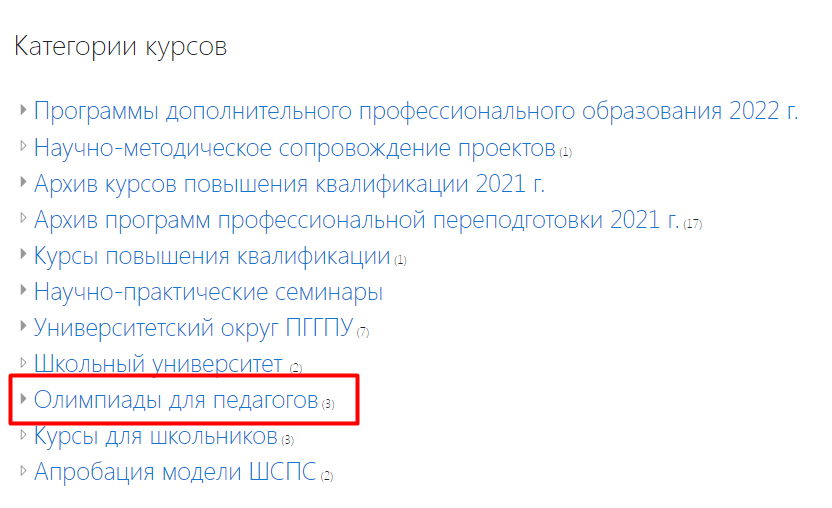 Категории курсов
Программы дополнительного профессионального образования 2022 г.
Научно-методическое сопровождение проектов (1)
Архив курсов повышения квалификации 2021 г.
Архив программ профессиональной переподготовки 2021 г. (17)
Курсы повышения квалификации (1)
Научно-практические семинары
Университетский округ ПГГПУ (7)
Школьный университет (2)
Олимпиады для педагогов (3)
Курсы для школьников (3)
Апробация модели ШСПС (2)